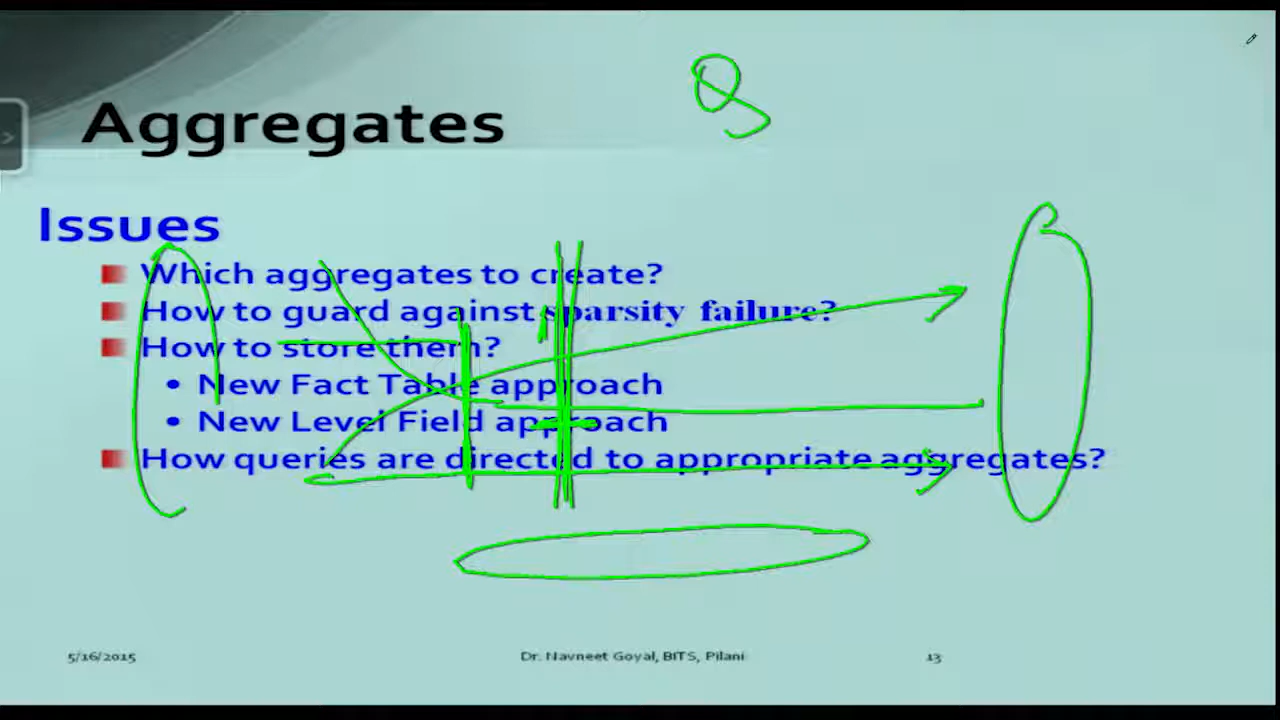 Aggregates
Issues
Which aggregates to create?
How to guard against sparsity failure?
How to store them?
• New Fact Table approach
• New Level Field approach
How queries are directed to appropriate aggregates?
5/16/2015 Dr. Navneet Goyal, BITS, Pilani 13